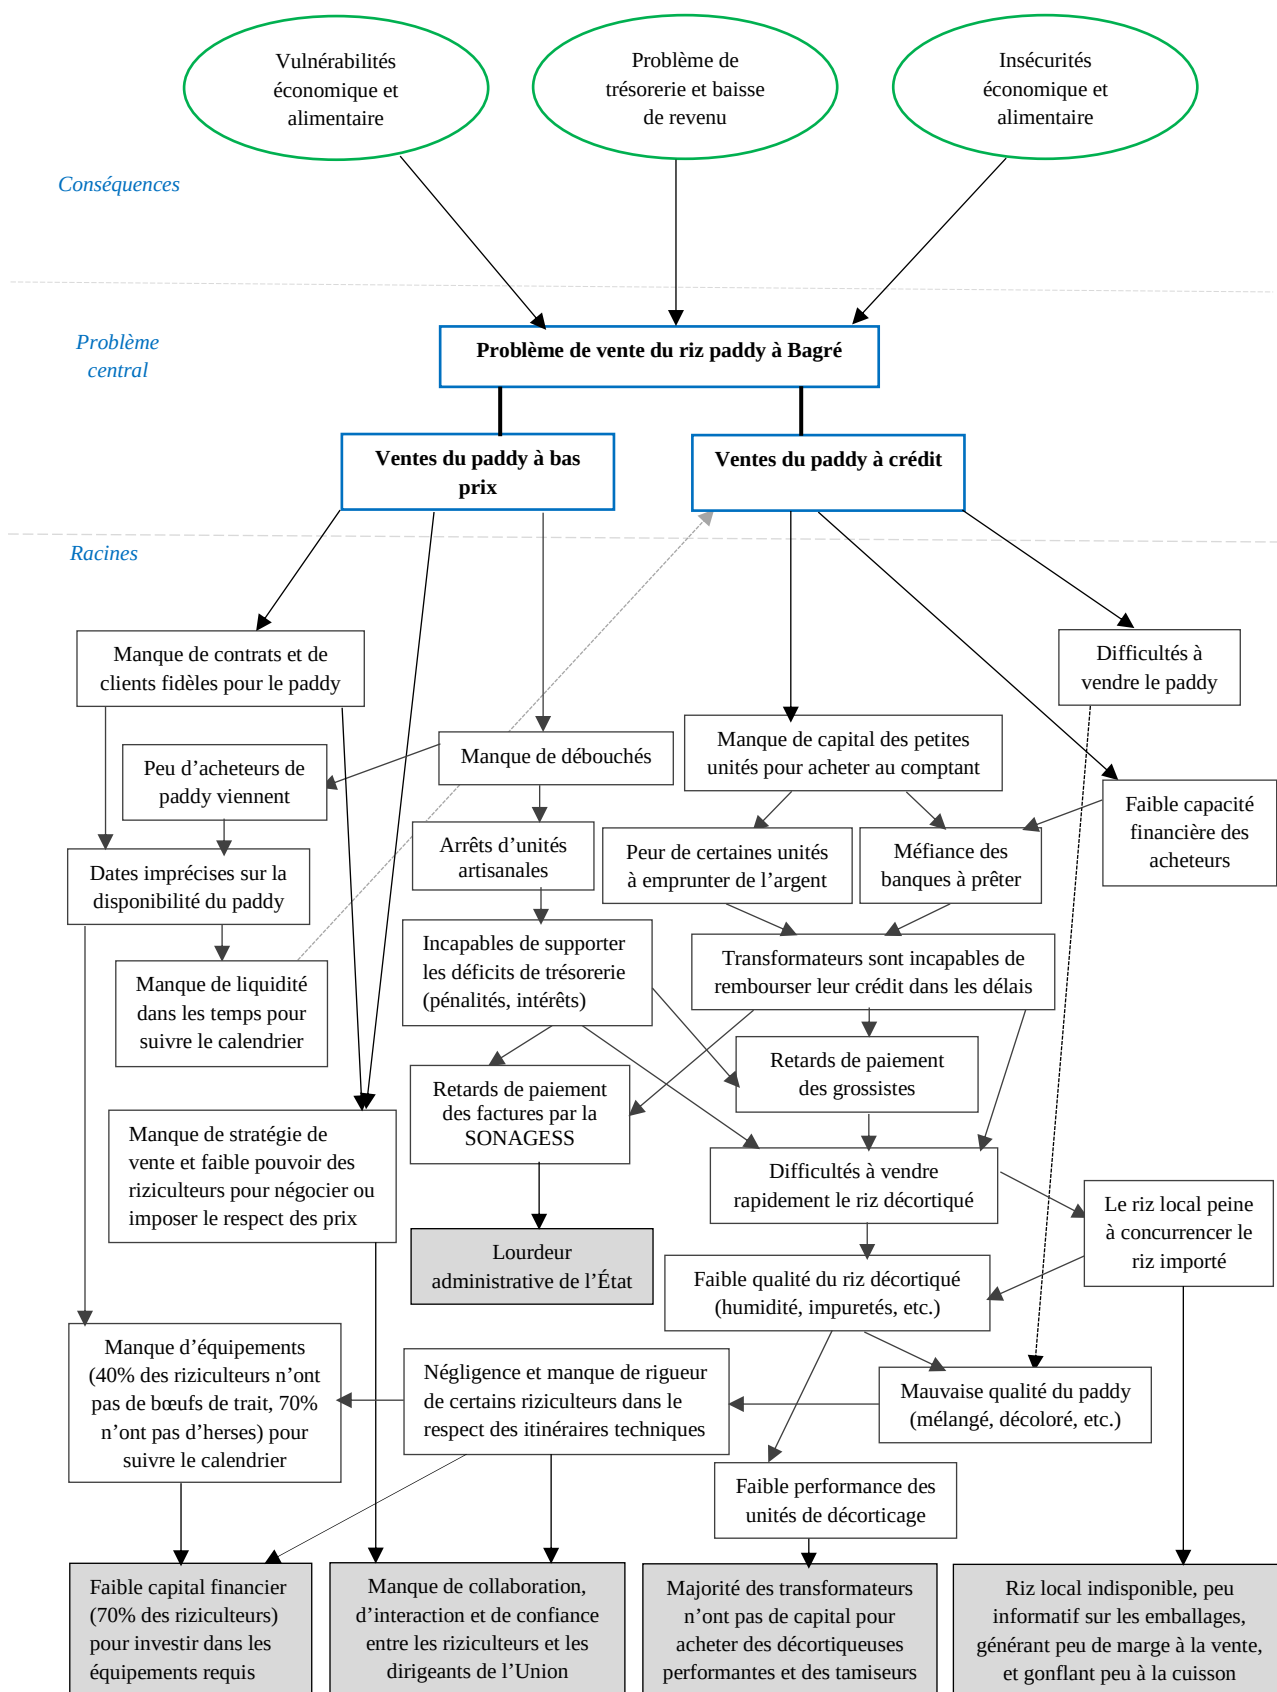 Vulnérabilités
économique et
alimentaire
Problème de
trésorerie et baisse
de revenu
Insécurités
économique et
alimentaire
Conséquences
Problème
central
Problème de vente du riz paddy à Bagré
Ventes du paddy à bas
prix
Ventes du paddy à crédit
Racines
Manque de contrats et de
clients fidèles pour le paddy
Difficultés à
vendre le paddy
Peu d’acheteurs de
paddy viennent
Manque de débouchés
Manque de capital des petites
unités pour acheter au comptant
Faible capacité
financière des
acheteurs
Dates imprécises sur la
disponibilité du paddy
Arrêts d’unités
artisanales
Peur de certaines unités
à emprunter de l’argent
Méfiance des
banques à prêter
Manque de liquidité
dans les temps pour
suivre le calendrier
Incapables de supporter
les déficits de trésorerie
(pénalités, intérêts)
Transformateurs sont incapables de
rembourser leur crédit dans les délais
Retards de paiement
des factures par la
SONAGESS
Retards de paiement
des grossistes
Manque de stratégie de
vente et faible pouvoir des
riziculteurs pour négocier ou
imposer le respect des prix
Difficultés à vendre
rapidement le riz décortiqué
Le riz local peine
à concurrencer le
riz importé
Lourdeur
administrative de l’État
Faible qualité du riz décortiqué
(humidité, impuretés, etc.)
Manque d’équipements
(40% des riziculteurs n’ont
pas de bœufs de trait, 70%
n’ont pas d’herses) pour
suivre le calendrier
Négligence et manque de rigueur
de certains riziculteurs dans le
respect des itinéraires techniques
Mauvaise qualité du paddy
(mélangé, décoloré, etc.)
Faible performance des
unités de décorticage
Faible capital financier
(70% des riziculteurs)
pour investir dans les
équipements requis
Manque de collaboration,
d’interaction et de confiance
entre les riziculteurs et les
dirigeants de l’Union
Majorité des transformateurs
n’ont pas de capital pour
acheter des décortiqueuses
performantes et des tamiseurs
Riz local indisponible, peu
informatif sur les emballages,
générant peu de marge à la vente,
et gonflant peu à la cuisson